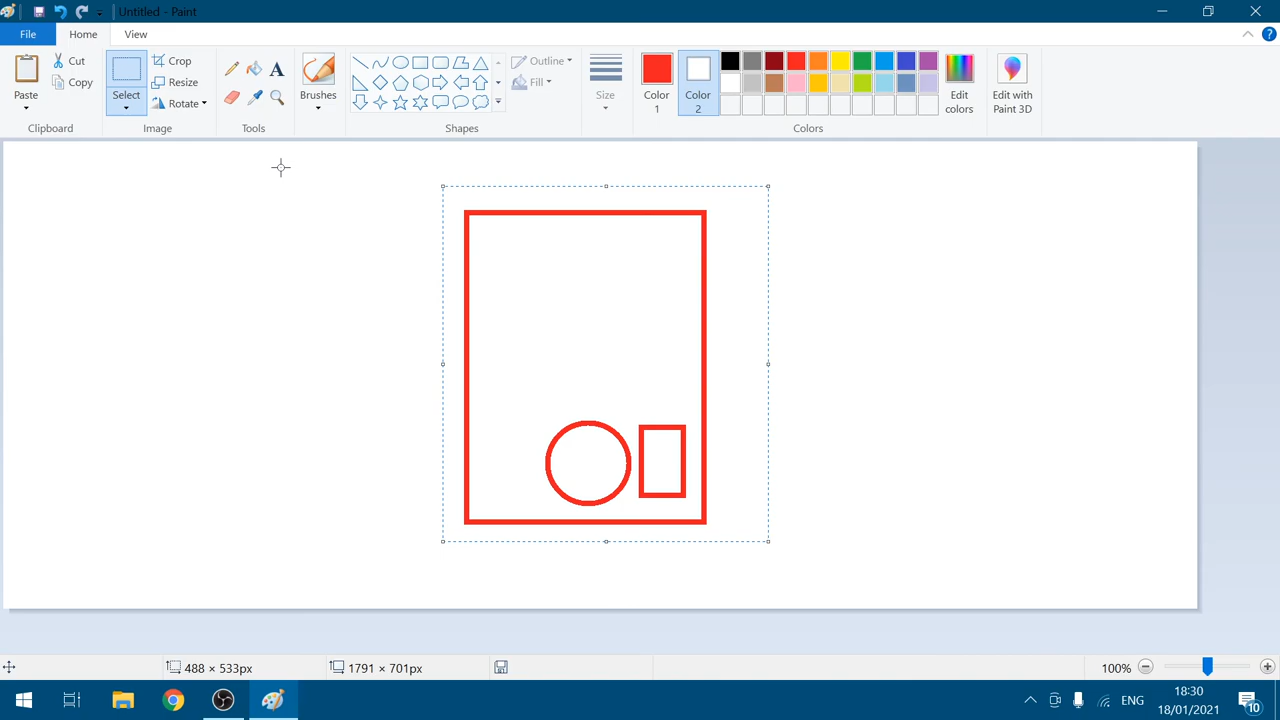 Untitled - Paint
File
Home
View
Paste
Cut
Copy
Clipboard
Select
Crop
Resize
Rotate
Image
A
Tools
Brushes
Outline
Fill
Shapes
Size
Color
1
Color
2
Edit
colors
Colors
Edit with
Paint 3D
488 × 533px
1791 × 701px
100%
ENG
18:30
18/01/2021
10